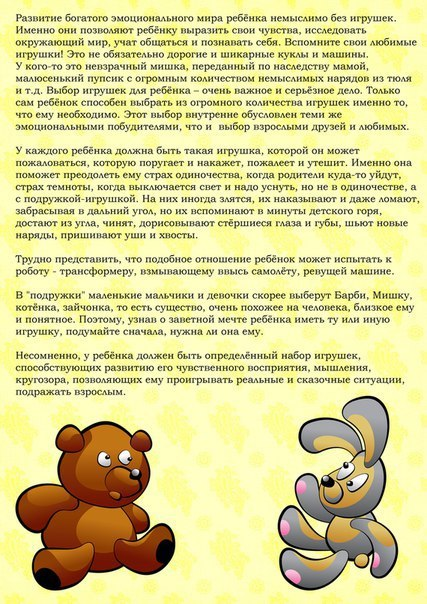 Развитие богатого эмоционального мира ребёнка немыслимо без игрушек.
Именно они позволяют ребёнку выразить свои чувства, исследовать
окружающий мир, учат общаться и познавать себя. Вспомните свои любимые
игрушки! Это не обязательно дорогие и шикарные куклы и машины.
У кого-то это невзрачный мишка, переданный по наследству мамой,
малюсенький пупсик с огромным количеством немыслимых нарядов из тюля
и т.д. Выбор игрушек для ребёнка – очень важное и серьёзное дело. Только
сам ребёнок способен выбрать из огромного количества игрушек именно то,
что ему необходимо. Этот выбор внутренне обусловлен теми же
эмоциональными побудителями, что и выбор взрослыми друзей и любимых.
У каждого ребёнка должна быть такая игрушка, которой он может
пожаловаться, которую поругает и накажет, пожалеет и утешит. Именно она
поможет преодолеть ему страх одиночества, когда родители куда-то уйдут,
страх темноты, когда выключается свет и надо уснуть, но не в одиночестве, а
с подружкой-игрушкой. На них иногда злятся, их наказывают и даже ломают,
забрасывая в дальний угол, но их вспоминают в минуты детского горя,
достают из угла, чинят, дорисовывают стёршиеся глаза и губы, шьют новые
наряды, пришивают уши и хвосты.
Трудно представить, что подобное отношение ребёнок может испытать к
роботу - трансформеру, взмывающему ввысь самолёту, ревущей машине.
В "подружки" маленькие мальчики и девочки скорее выберут Барби, Мишку,
котёнка, зайчонка, то есть существо, очень похожее на человека, близкое ему
и понятное. Поэтому, узнав о заветной мечте ребёнка иметь ту или иную
игрушку, подумайте сначала, нужна ли она ему.
Несомненно, у ребёнка должен быть определённый набор игрушек,
способствующих развитию его чувственного восприятия, мышления,
кругозора, позволяющих ему проигрывать реальные и сказочные ситуации,
подражать взрослым.